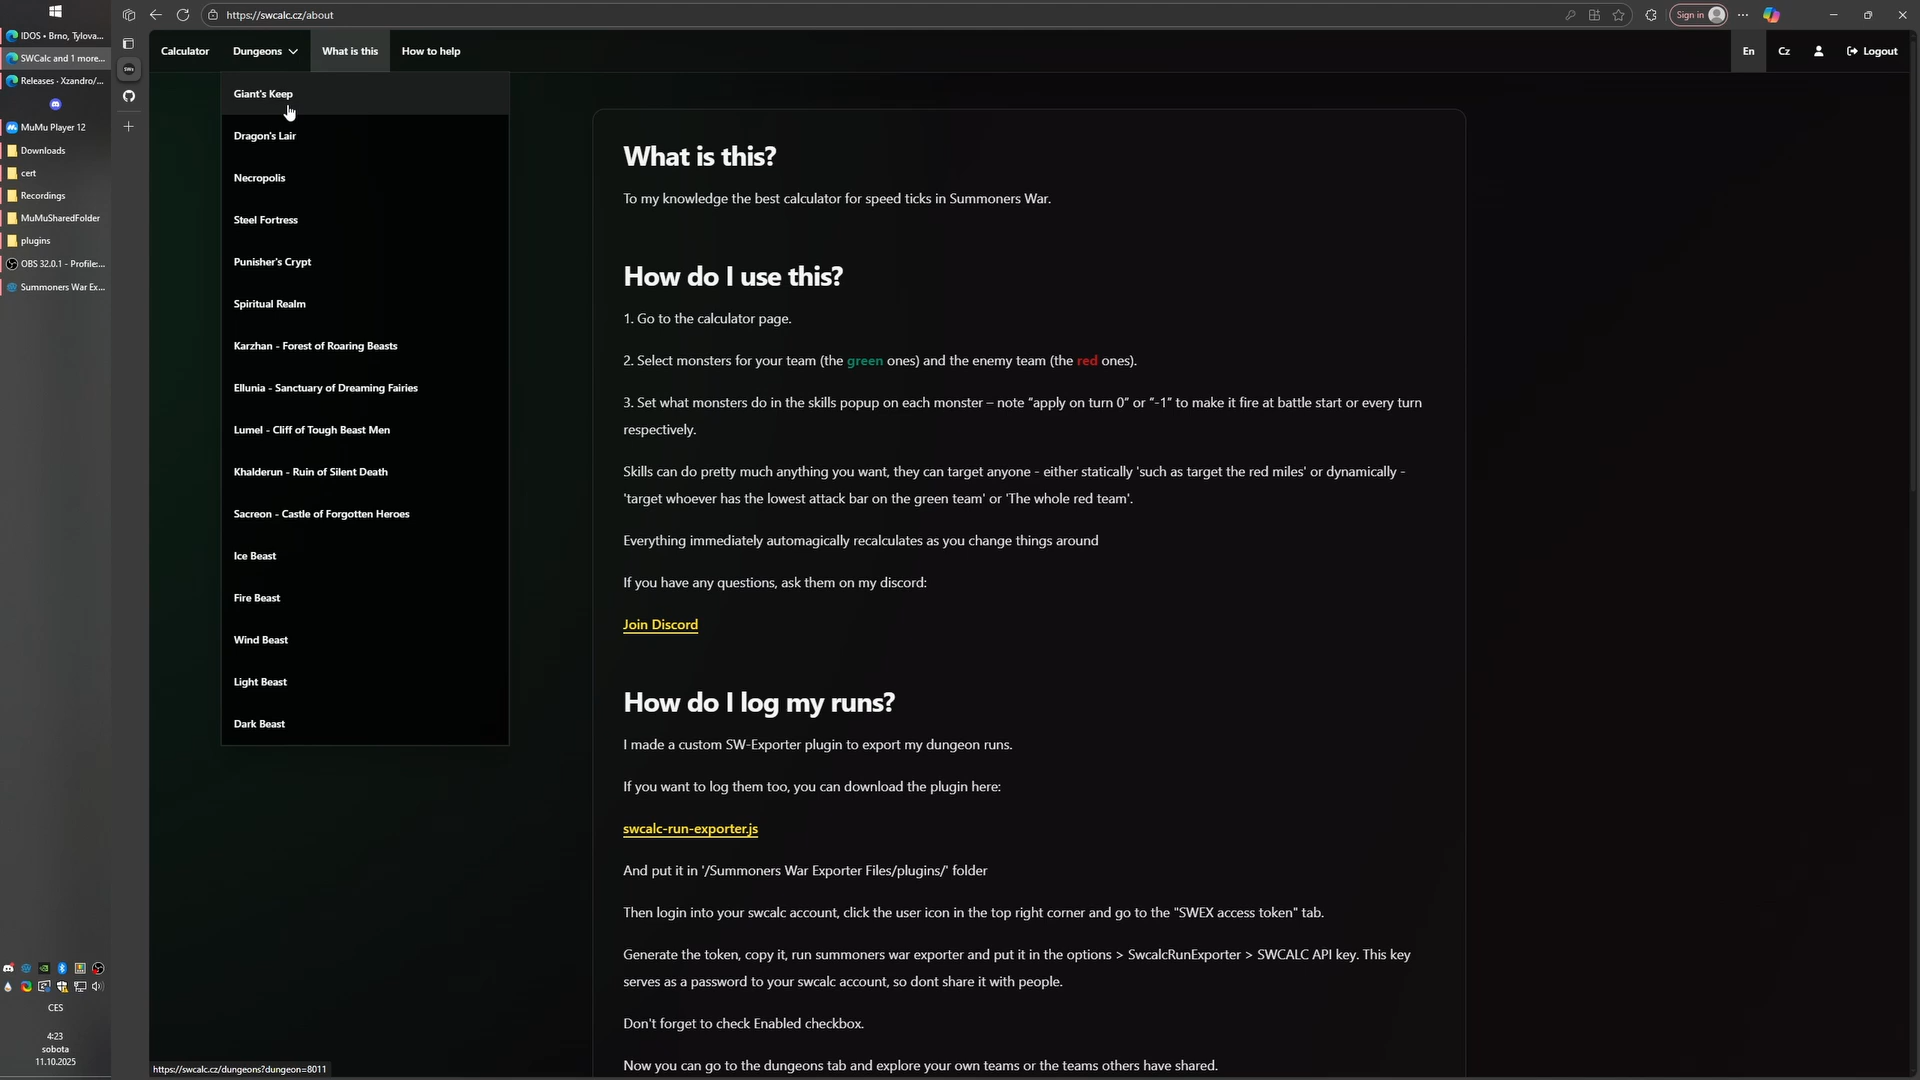 https://swcalc.cz/about
Sign in
IDOS • Brno, Tylova...
SWCalc and 1 more...
Releases · Xzandro/...
MuMu Player 12
Downloads
cert
Recordings
MuMuSharedFolder
plugins
OBS 32.0.1 - Profile:...
Summoners War Ex...
CES
4:23
sobota
11.10.2025
Calculator
Dungeons
What is this
How to help
En
Cz
Logout
Giant's Keep
Dragon's Lair
Necropolis
Steel Fortress
Punisher's Crypt
Spiritual Realm
Karzhan - Forest of Roaring Beasts
Ellunia - Sanctuary of Dreaming Fairies
Lumel - Cliff of Tough Beast Men
Khalderun - Ruin of Silent Death
Sacreon - Castle of Forgotten Heroes
Ice Beast
Fire Beast
Wind Beast
Light Beast
Dark Beast
What is this?
To my knowledge the best calculator for speed ticks in Summoners War.
How do I use this?
1. Go to the calculator page.
2. Select monsters for your team (the green ones) and the enemy team (the red ones).
3. Set what monsters do in the skills popup on each monster – note “apply on turn 0” or “-1” to make it fire at battle start or every turn
respectively.
Skills can do pretty much anything you want, they can target anyone - either statically 'such as target the red miles' or dynamically -
'target whoever has the lowest attack bar on the green team' or 'The whole red team'.
Everything immediately automagically recalculates as you change things around
If you have any questions, ask them on my discord:
Join Discord
How do I log my runs?
I made a custom SW-Exporter plugin to export my dungeon runs.
If you want to log them too, you can download the plugin here:
swcalc-run-exporter.js
And put it in '/Summoners War Exporter Files/plugins/' folder
Then login into your swcalc account, click the user icon in the top right corner and go to the "SWEX access token" tab.
Generate the token, copy it, run summoners war exporter and put it in the options > SwcalcRunExporter > SWCALC API key. This key
serves as a password to your swcalc account, so dont share it with people.
Don't forget to check Enabled checkbox.
Now you can go to the dungeons tab and explore your own teams or the teams others have shared.
https://swcalc.cz/dungeons?dungeon=8011